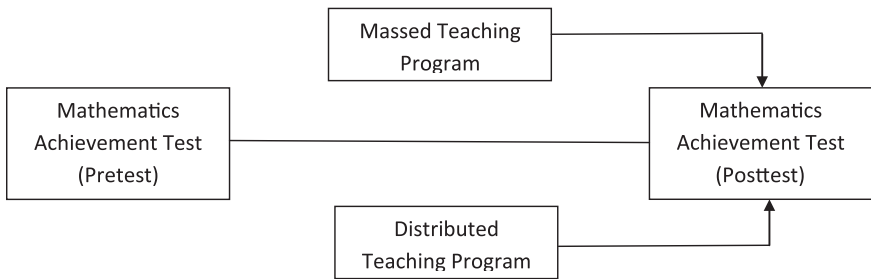 Massed Teaching
Program
Mathematics
Achievement Test
(Pretest)
Mathematics
Achievement Test
(Posttest)
Distributed
Teaching Program